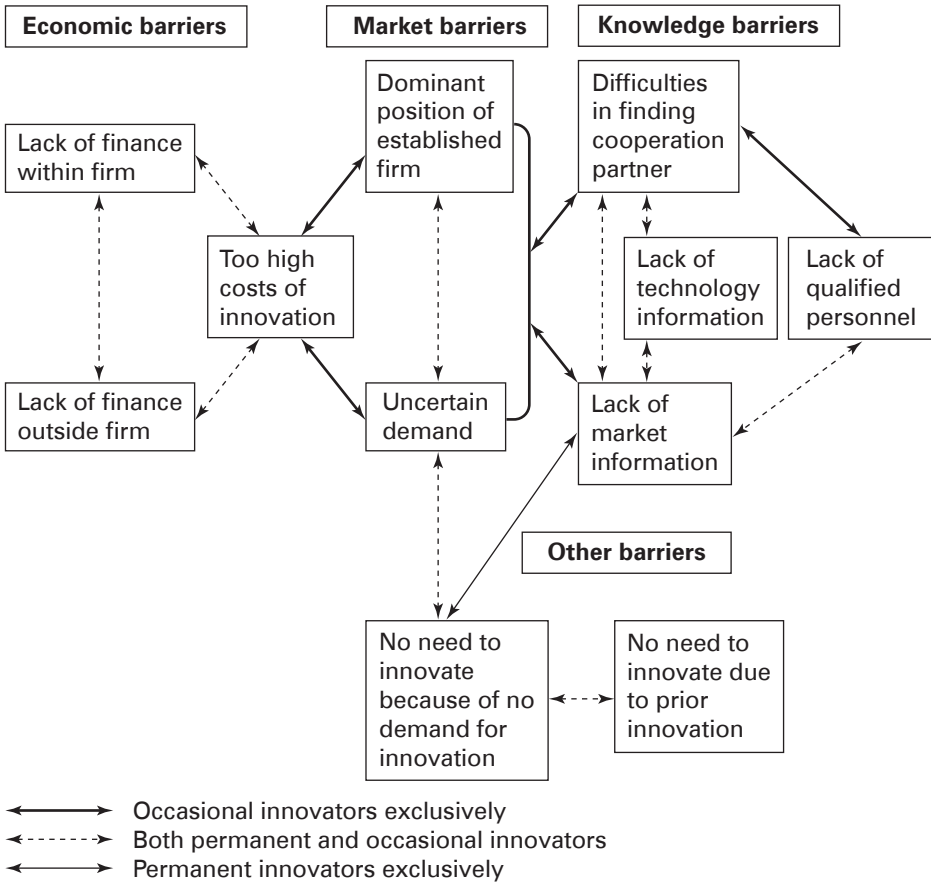 Economic barriers
Market barriers
Knowledge barriers
Lack of finance
within firm
Lack of finance
outside firm
Too high
costs of
innovation
Dominant
position of
established
firm
Uncertain
demand
Difficulties
in finding
cooperation
partner
Lack of
technology
information
Lack of
qualified
personnel
Lack of
market
information
Other barriers
No need to
innovate
because of no
demand for
innovation
No need to
innovate due
to prior
innovation
Occasional innovators exclusively
Both permanent and occasional innovators
Permanent innovators exclusively